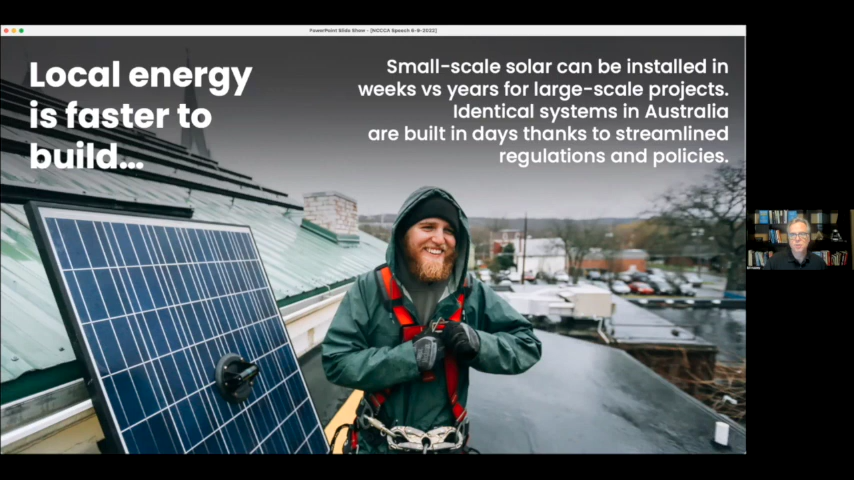 PowerPoint Slide Show - [NCCCA Speech 6-9-2022]
Local energy
is faster to
build...
Small-scale solar can be installed in
weeks vs years for large-scale projects.
Identical systems in Australia
are built in days thanks to streamlined
regulations and policies.